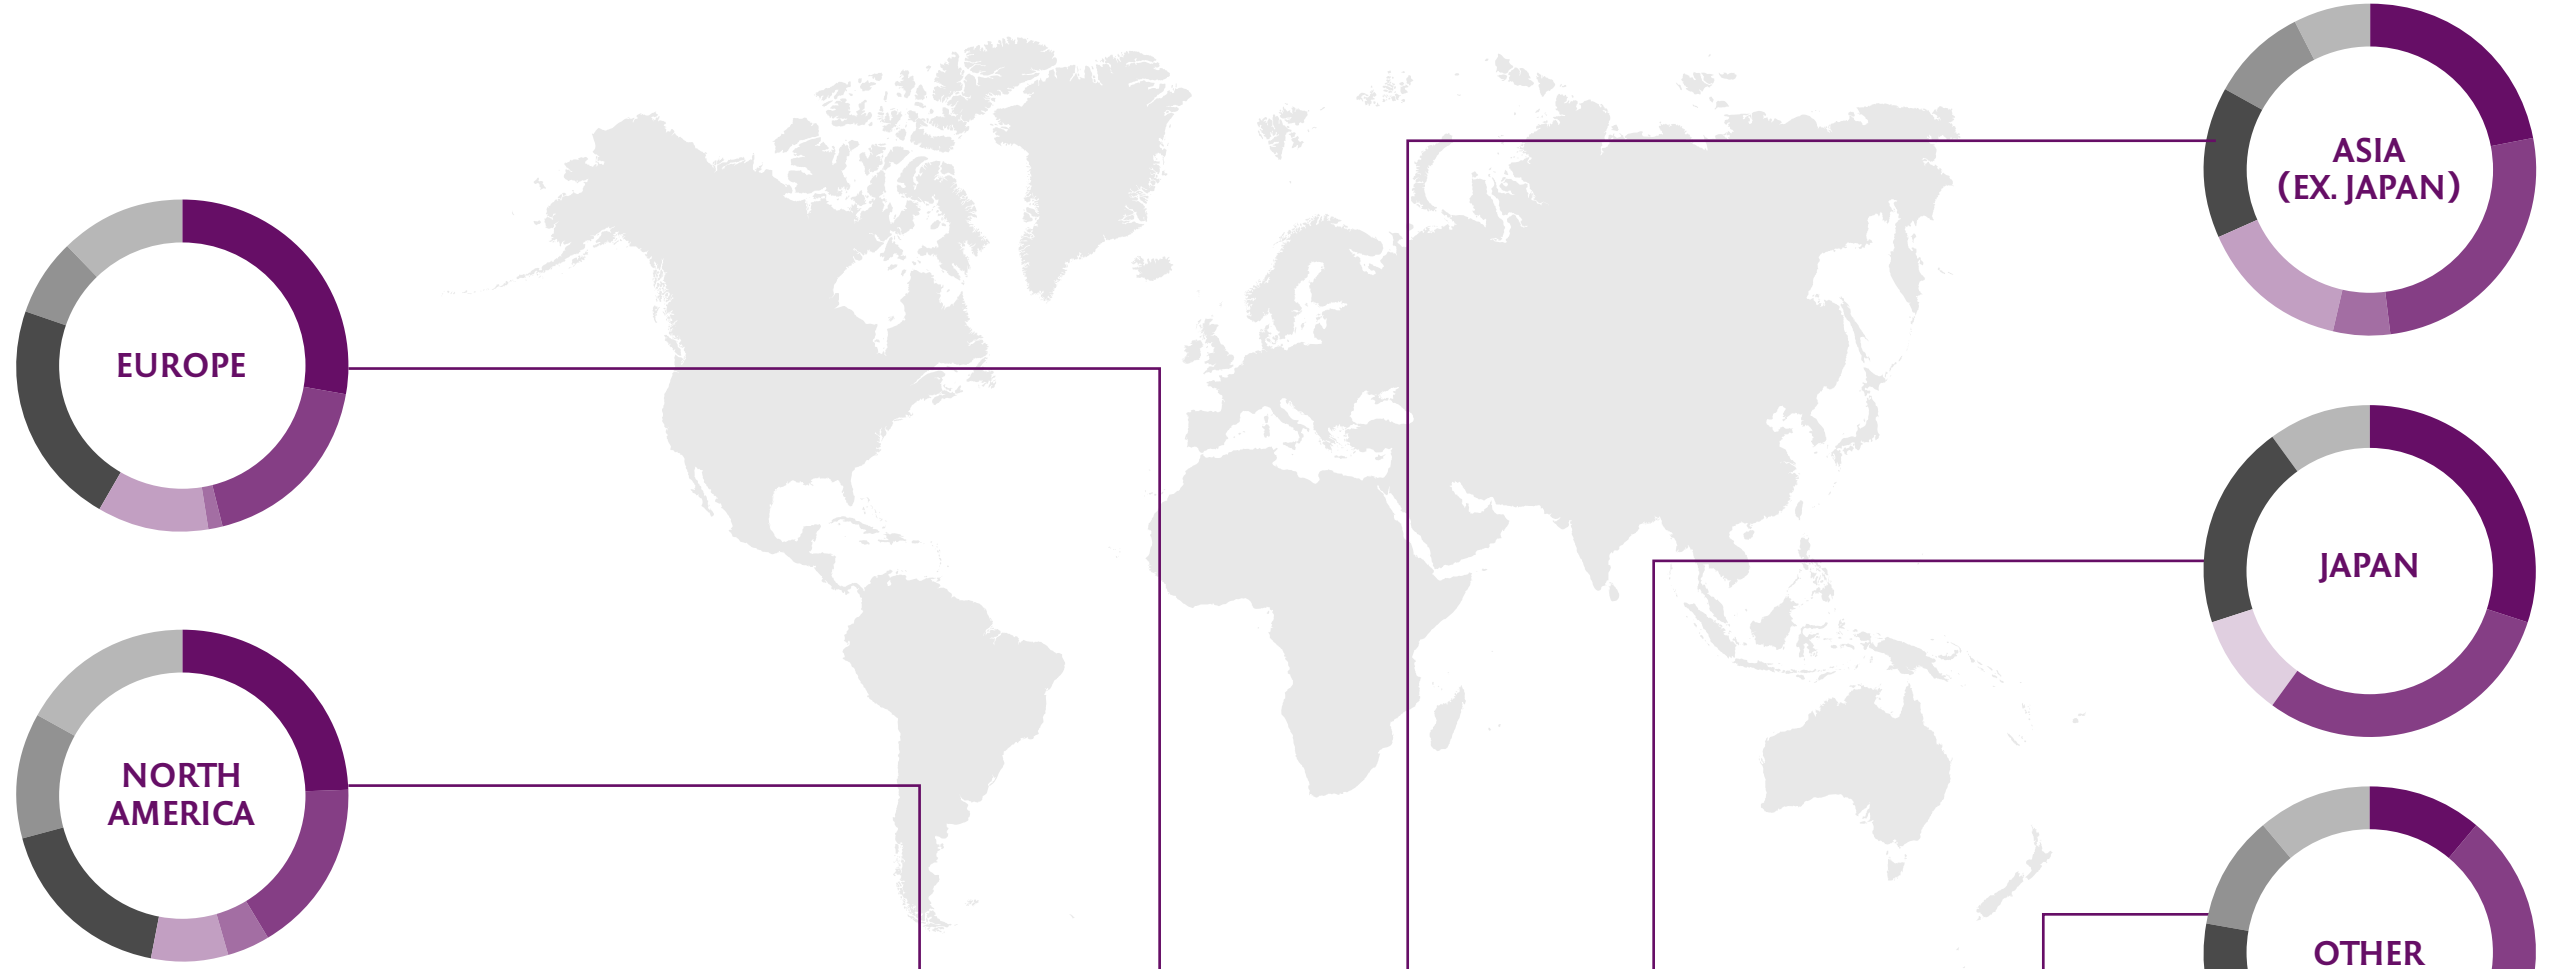 ASIA
(EX. JAPAN)
EUROPE
JAPAN
NORTH
AMERICA
OTHER